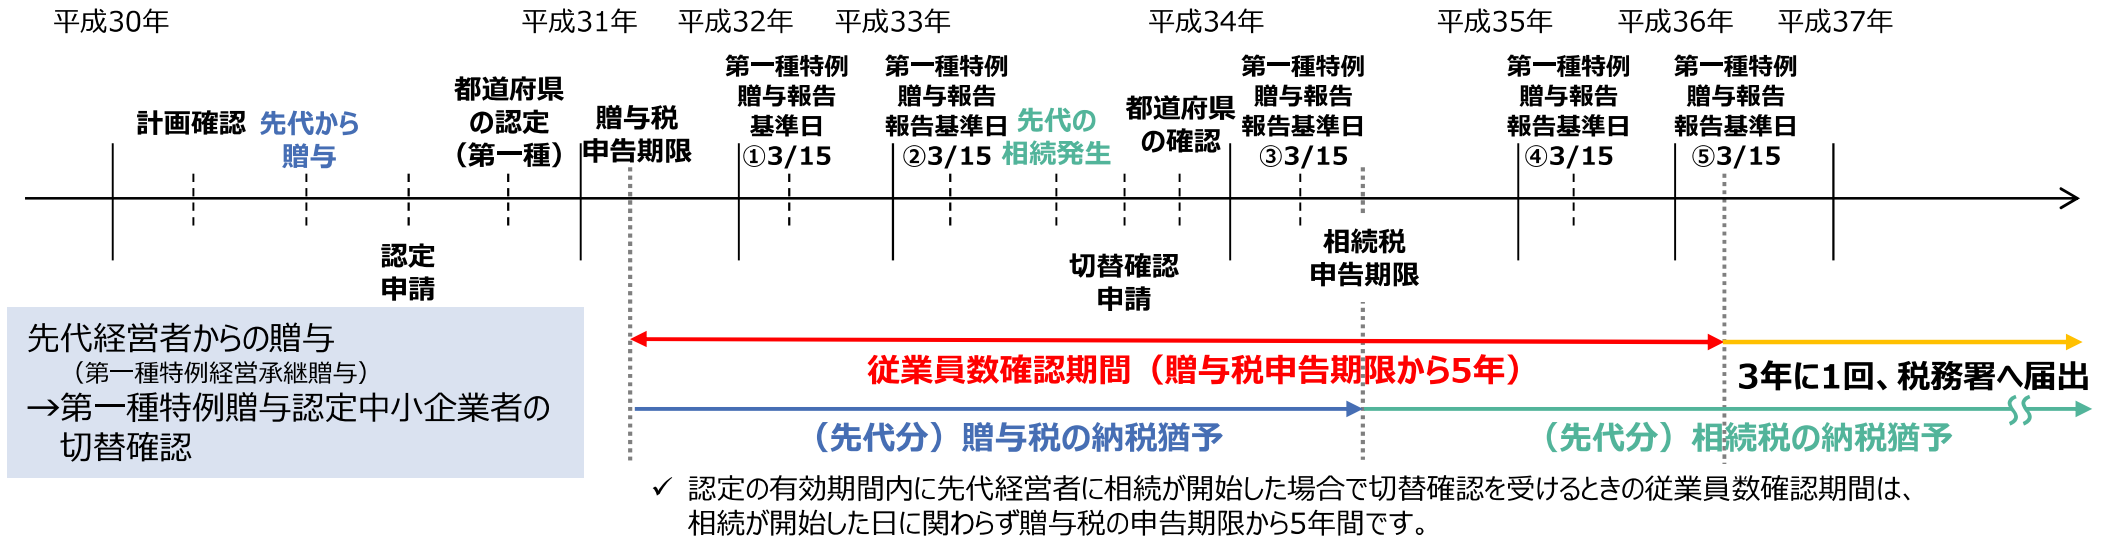 平成30年
平成31年
平成32年
平成33年
平成34年
平成35年
平成36年
平成37年
計画確認
先代から
贈与
都道府県
の認定
（第一種）
贈与税
申告期限
第一種特例
贈与報告
基準日
①3/15
第一種特例
贈与報告
報告基準日
②3/15
先代の
相続発生
都道府県
の確認
第一種特例
贈与報告
報告基準日
③3/15
第一種特例
贈与報告
報告基準日
④3/15
第一種特例
贈与報告
報告基準日
⑤3/15
認定
申請
切替確認
申請
相続税
申告期限
先代経営者からの贈与
（第一種特例経営承継贈与）
→第一種特例贈与認定中小企業者の
切替確認
従業員数確認期間（贈与税申告期限から5年）
3年に1回、税務署へ届出
（先代分）贈与税の納税猶予
（先代分）相続税の納税猶予
✓ 認定の有効期間内に先代経営者に相続が開始した場合で切替確認を受けるときの従業員数確認期間は、
相続が開始した日に関わらず贈与税の申告期限から5年間です。